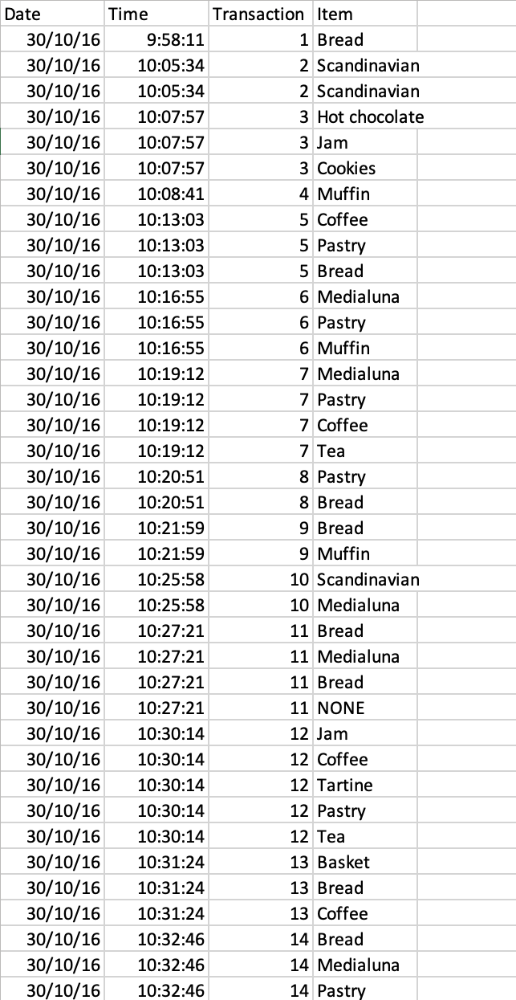 Date Time Transaction Item
30/10/16 9:58:11 1 Bread
30/10/16 10:05:34 2 Scandinavian
30/10/16 10:05:34 2 Scandinavian
30/10/16 10:07:57 3 Hot chocolate
30/10/16 10:07:57 3 Jam
30/10/16 10:07:57 3 Cookies
30/10/16 10:08:41 4 Muffin
30/10/16 10:13:03 5 Coffee
30/10/16 10:13:03 5 Pastry
30/10/16 10:13:03 5 Bread
30/10/16 10:16:55 6 Medialuna
30/10/16 10:16:55 6 Pastry
30/10/16 10:16:55 6 Muffin
30/10/16 10:19:12 7 Medialuna
30/10/16 10:19:12 7 Pastry
30/10/16 10:19:12 7 Coffee
30/10/16 10:19:12 7 Tea
30/10/16 10:20:51 8 Pastry
30/10/16 10:20:51 8 Bread
30/10/16 10:21:59 9 Bread
30/10/16 10:21:59 9 Muffin
30/10/16 10:25:58 10 Scandinavian
30/10/16 10:25:58 10 Medialuna
30/10/16 10:27:21 11 Bread
30/10/16 10:27:21 11 Medialuna
30/10/16 10:27:21 11 Bread
30/10/16 10:27:21 11 NONE
30/10/16 10:30:14 12 Jam
30/10/16 10:30:14 12 Coffee
30/10/16 10:30:14 12 Tartine
30/10/16 10:30:14 12 Pastry
30/10/16 10:30:14 12 Tea
30/10/16 10:31:24 13 Basket
30/10/16 10:31:24 13 Bread
30/10/16 10:31:24 13 Coffee
30/10/16 10:32:46 14 Bread
30/10/16 10:32:46 14 Medialuna
30/10/16 10:32:46 14 Pastry